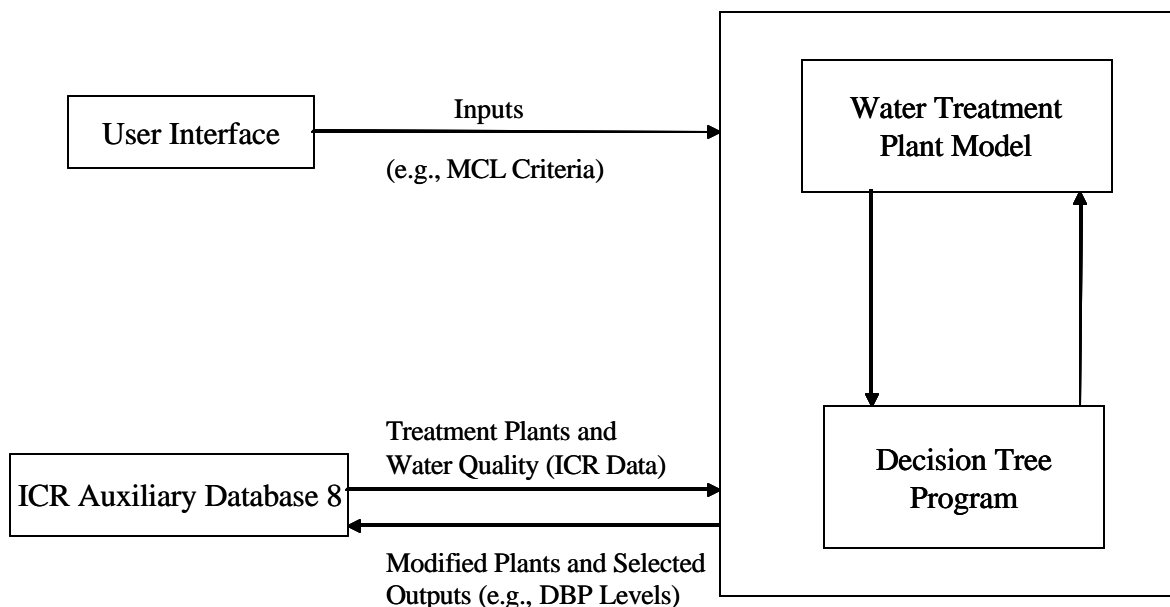 User Interface
Inputs
(e.g., MCL Criteria)
Water Treatment
Plant Model
ICR Auxiliary Database 8
Treatment Plants and
Water Quality (ICR Data)
Modified Plants and Selected
Outputs (e.g., DBP Levels)
Decision Tree
Program